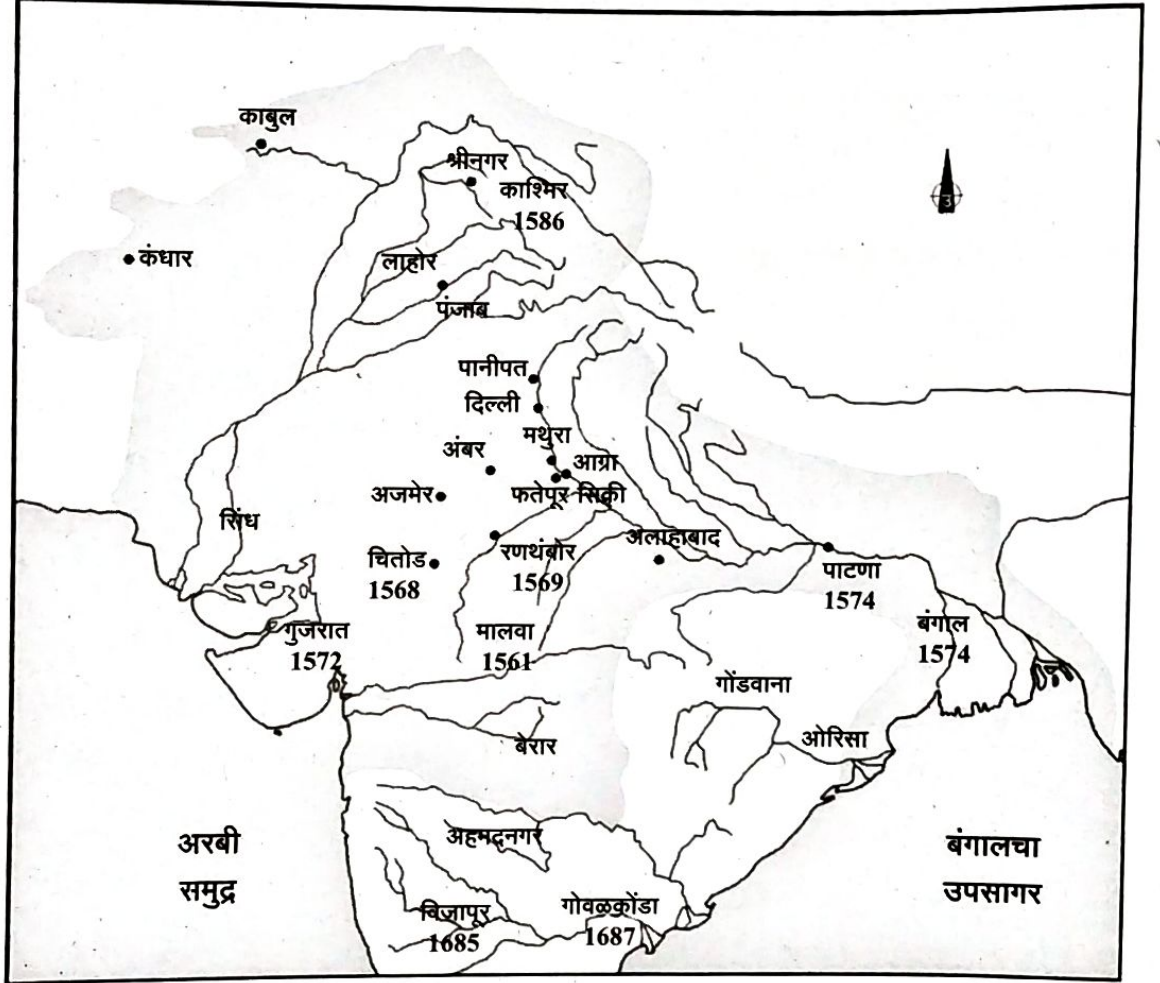 काबुल
श्रीनगर
काश्मिर
1586
कंधार
लाहोर
पंजाब
पानीपत
दिल्ली
मथुरा
अंबर
आग्रा
अजमेर
फतेपूर सिक्री
सिंध
रणथंबोर
1569
अलाहाबाद
चितोड
1568
पाटणा
1574
गुजरात
1572
मालवा
1561
बंगाल
1574
गोंडवाना
बेरार
ओरिसा
अहमदनगर
अरबी
समुद्र
बंगालचा
उपसागर
विजापूर
1685
गोवळकोंडा
1687